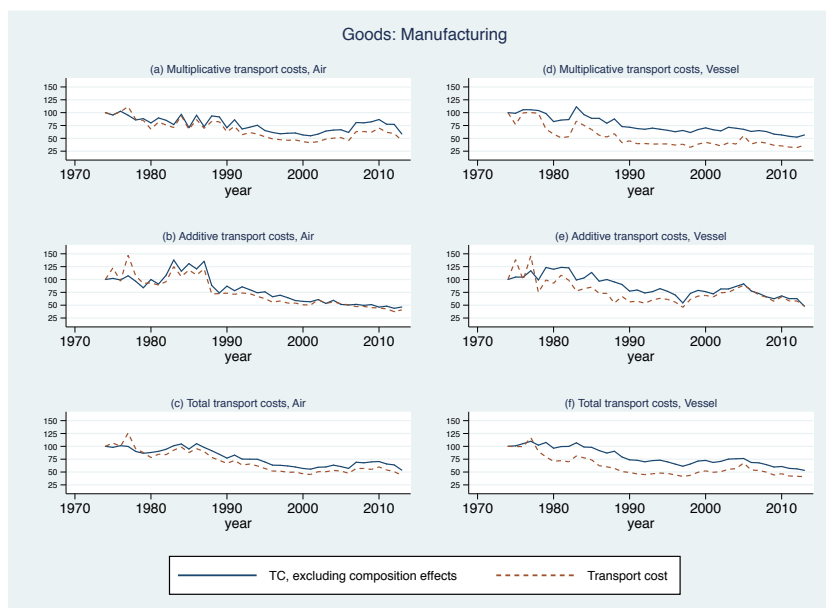 Goods: Manufacturing
(a) Multiplicative transport costs, Air
150
125
100
75
50
25
1970 1980 1990 2000 2010
year
(d) Multiplicative transport costs, Vessel
150
125
100
75
50
25
1970 1980 1990 2000 2010
year
(b) Additive transport costs, Air
150
125
100
75
50
25
1970 1980 1990 2000 2010
year
(e) Additive transport costs, Vessel
150
125
100
75
50
25
1970 1980 1990 2000 2010
year
(c) Total transport costs, Air
150
125
100
75
50
25
1970 1980 1990 2000 2010
year
(f) Total transport costs, Vessel
150
125
100
75
50
25
1970 1980 1990 2000 2010
year
TC, excluding composition effects Transport cost